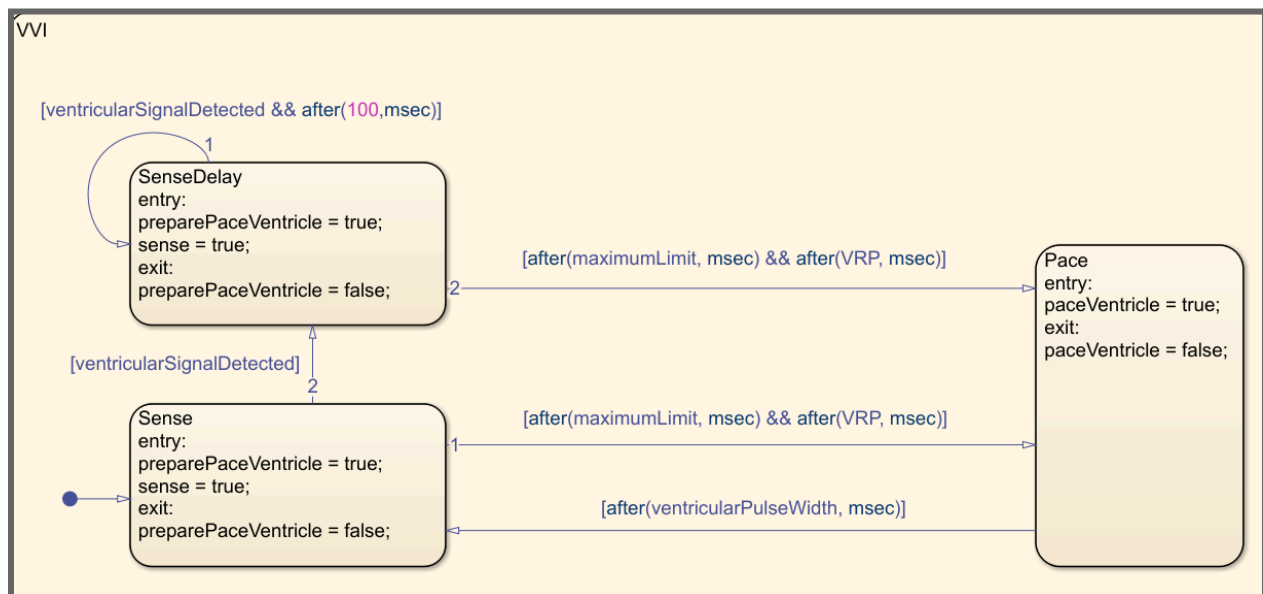 VVI
[ventricularSignalDetected && after(100,msec)]
1
SenseDelay
entry:
preparePaceVentricle = true;
sense = true;
exit:
preparePaceVentricle = false;
2
[after(maximumLimit, msec) && after(VRP, msec)]
Pace
entry:
paceVentricle = true;
exit:
paceVentricle = false;
[ventricularSignalDetected]
2
Sense
entry:
preparePaceVentricle = true;
sense = true;
exit:
preparePaceVentricle = false;
[after(maximumLimit, msec) && after(VRP, msec)]
1
[after(ventricularPulseWidth, msec)]